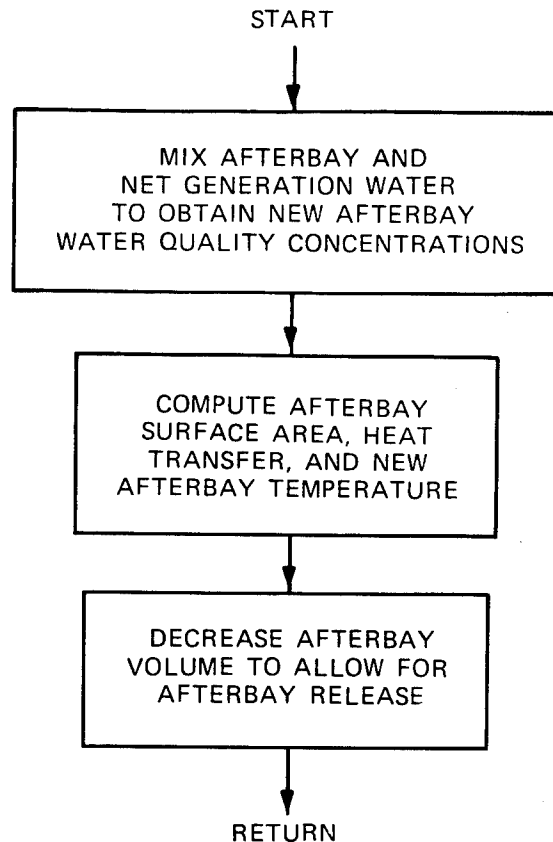 START
MIX AFTERBAY AND
NET GENERATION WATER
TO OBTAIN NEW AFTERBAY
WATER QUALITY CONCENTRATIONS
COMPUTE AFTERBAY
SURFACE AREA, HEAT
TRANSFER, AND NEW
AFTERBAY TEMPERATURE
DECREASE AFTERBAY
VOLUME TO ALLOW FOR
AFTERBAY RELEASE
RETURN